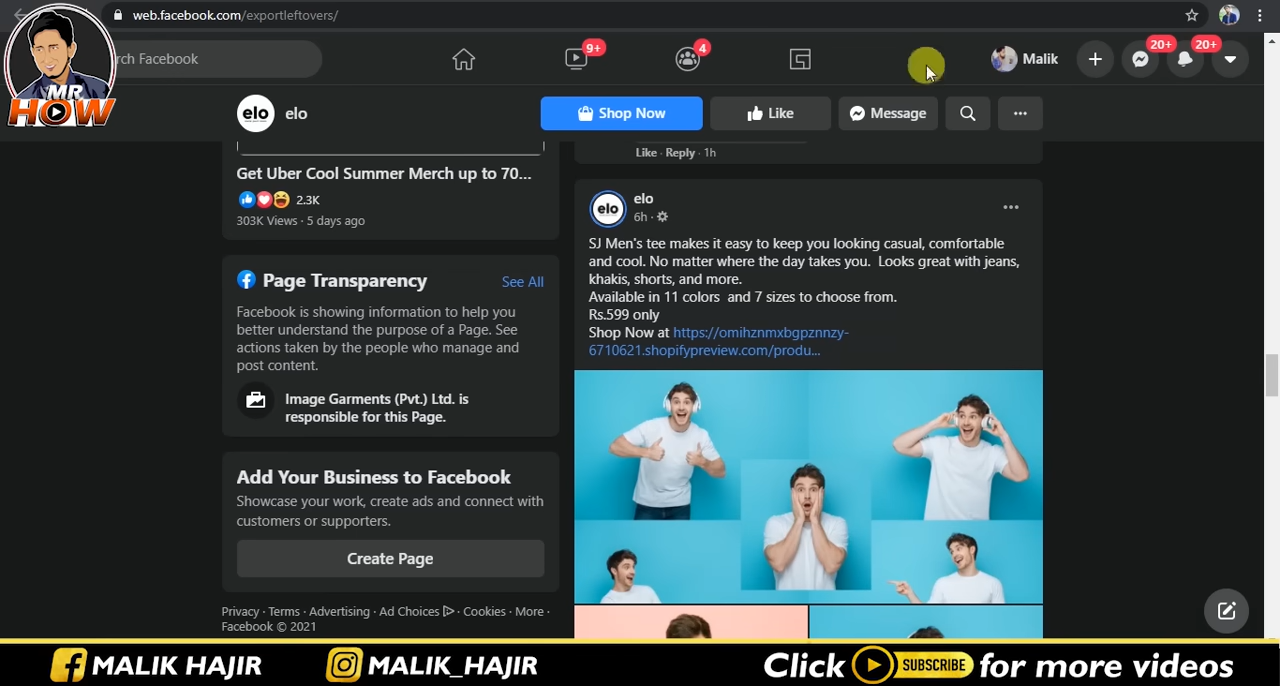 web.facebook.com/exportleftovers/
rch Facebook
9+
4
Malik
20+
20+
MR
HOW
elo
elo
Shop Now
Like
Message
Get Uber Cool Summer Merch up to 70...
2.3K
303K Views · 5 days ago
Page Transparency
See All
Facebook is showing information to help you
better understand the purpose of a Page. See
actions taken by the people who manage and
post content.
Image Garments (Pvt.) Ltd. is
responsible for this Page.
Add Your Business to Facebook
Showcase your work, create ads and connect with
customers or supporters.
Create Page
Privacy · Terms · Advertising · Ad Choices · Cookies · More ·
Facebook © 2021
Like · Reply · 1h
elo
elo
6h ·
SJ Men's tee makes it easy to keep you looking casual, comfortable
and cool. No matter where the day takes you. Looks great with jeans,
khakis, shorts, and more.
Available in 11 colors and 7 sizes to choose from.
Rs.599 only
Shop Now at https://omihznmxbgpznnzy-
6710621.shopifypreview.com/produ...
MALIK HAJIR
MALIK_HAJIR
Click SUBSCRIBE for more videos